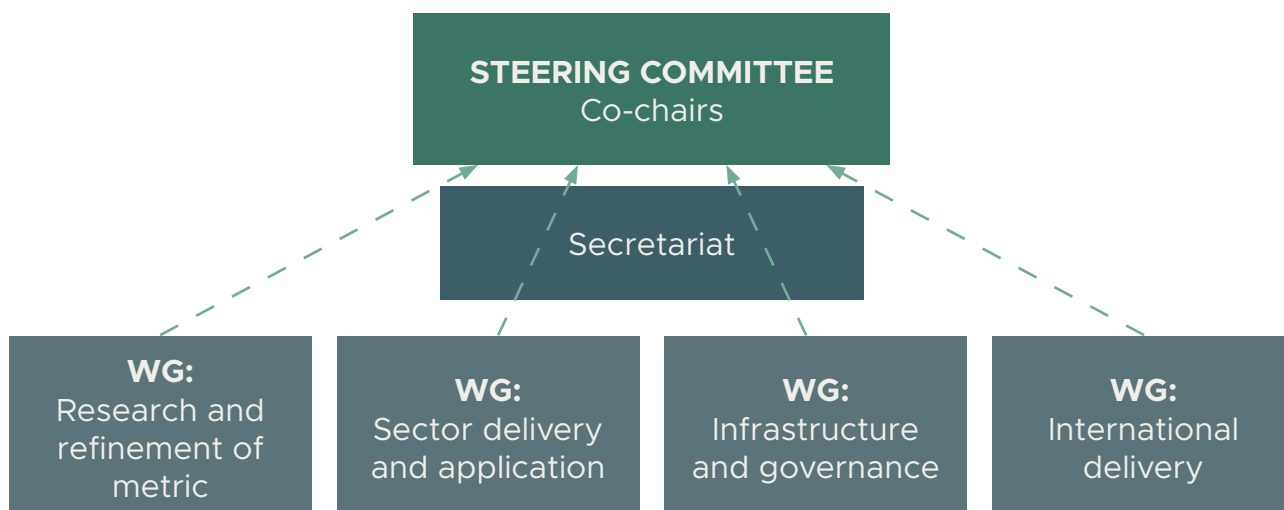 STEERING COMMITTEE
Co-chairs
Secretariat
WG:
Research and
refinement of
metric
WG:
Sector delivery
and application
WG:
Infrastructure
and governance
WG:
International
delivery